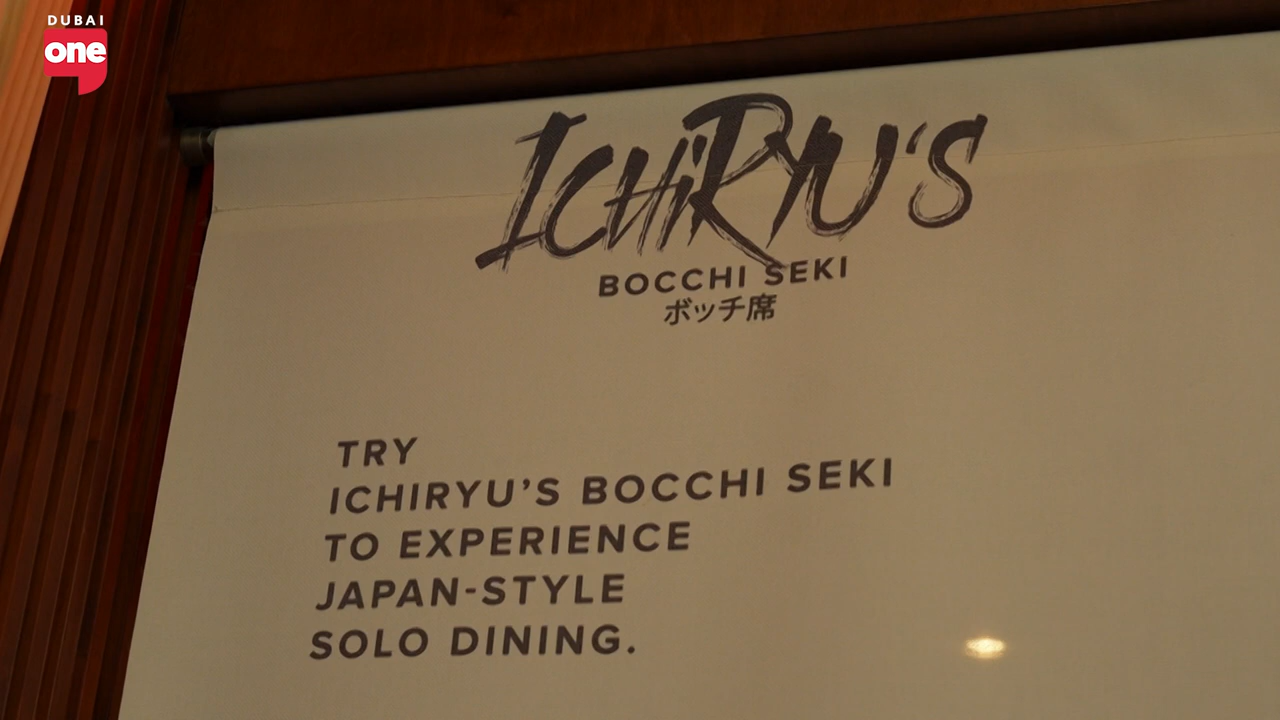 DUBAI
one
ICHIRYU'S
BOCCHI SEKI
ボッチ席
TRY
ICHIRYU'S BOCCHI SEKI
TO EXPERIENCE
JAPAN-STYLE
SOLO DINING.